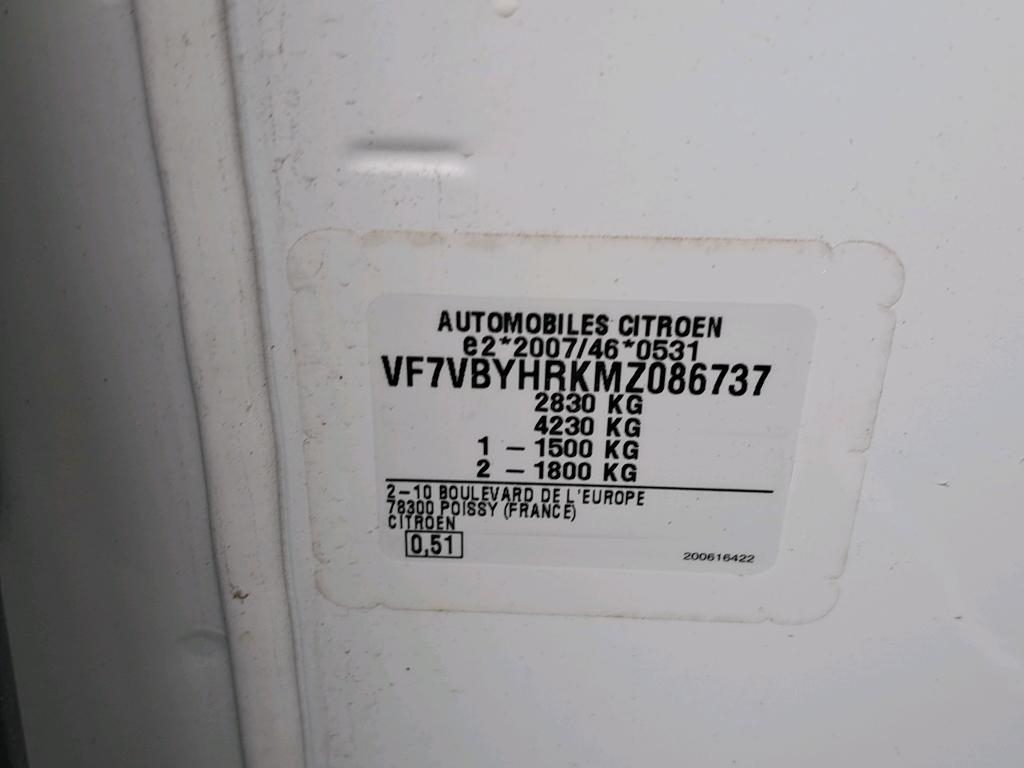 AUTOMOBILES CITROEN
e2*2007/46*0531
VF7VBYHRKMZ086737
2830 KG
4230 KG
1 – 1500 KG
2 – 1800 KG
2–10 BOULEVARD DE L'EUROPE
78300 POISSY (FRANCE)
CITROEN
0,51
200616422